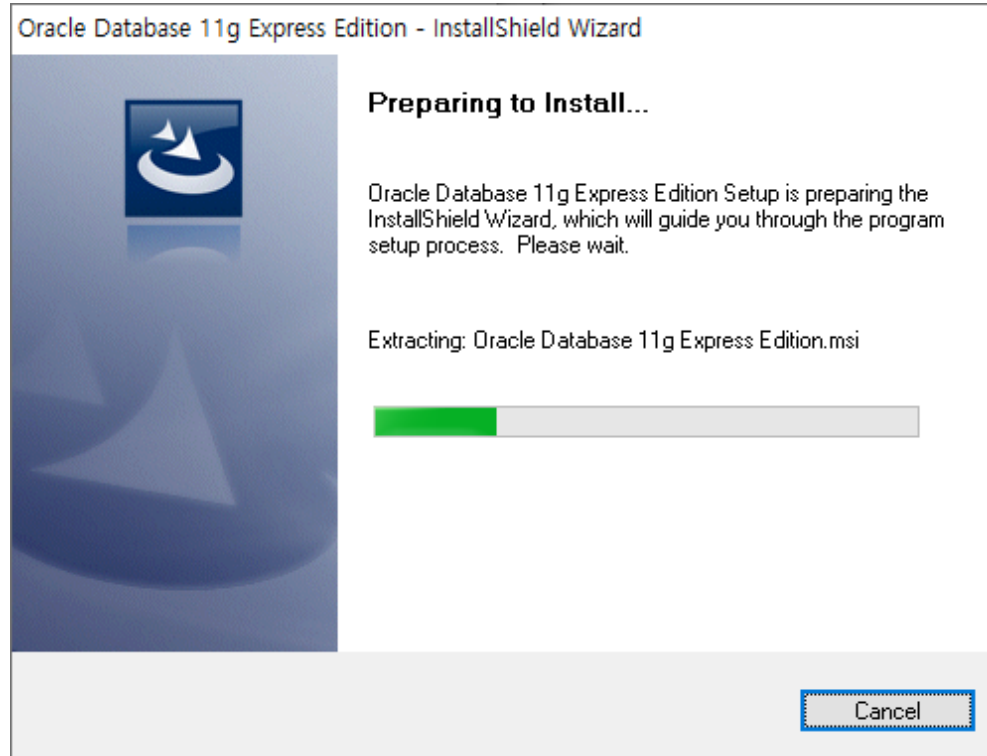 Oracle Database 11g Express Edition - InstallShield Wizard
Preparing to Install...
Oracle Database 11g Express Edition Setup is preparing the
InstallShield Wizard, which will guide you through the program
setup process.  Please wait.
Extracting: Oracle Database 11g Express Edition.msi
Cancel